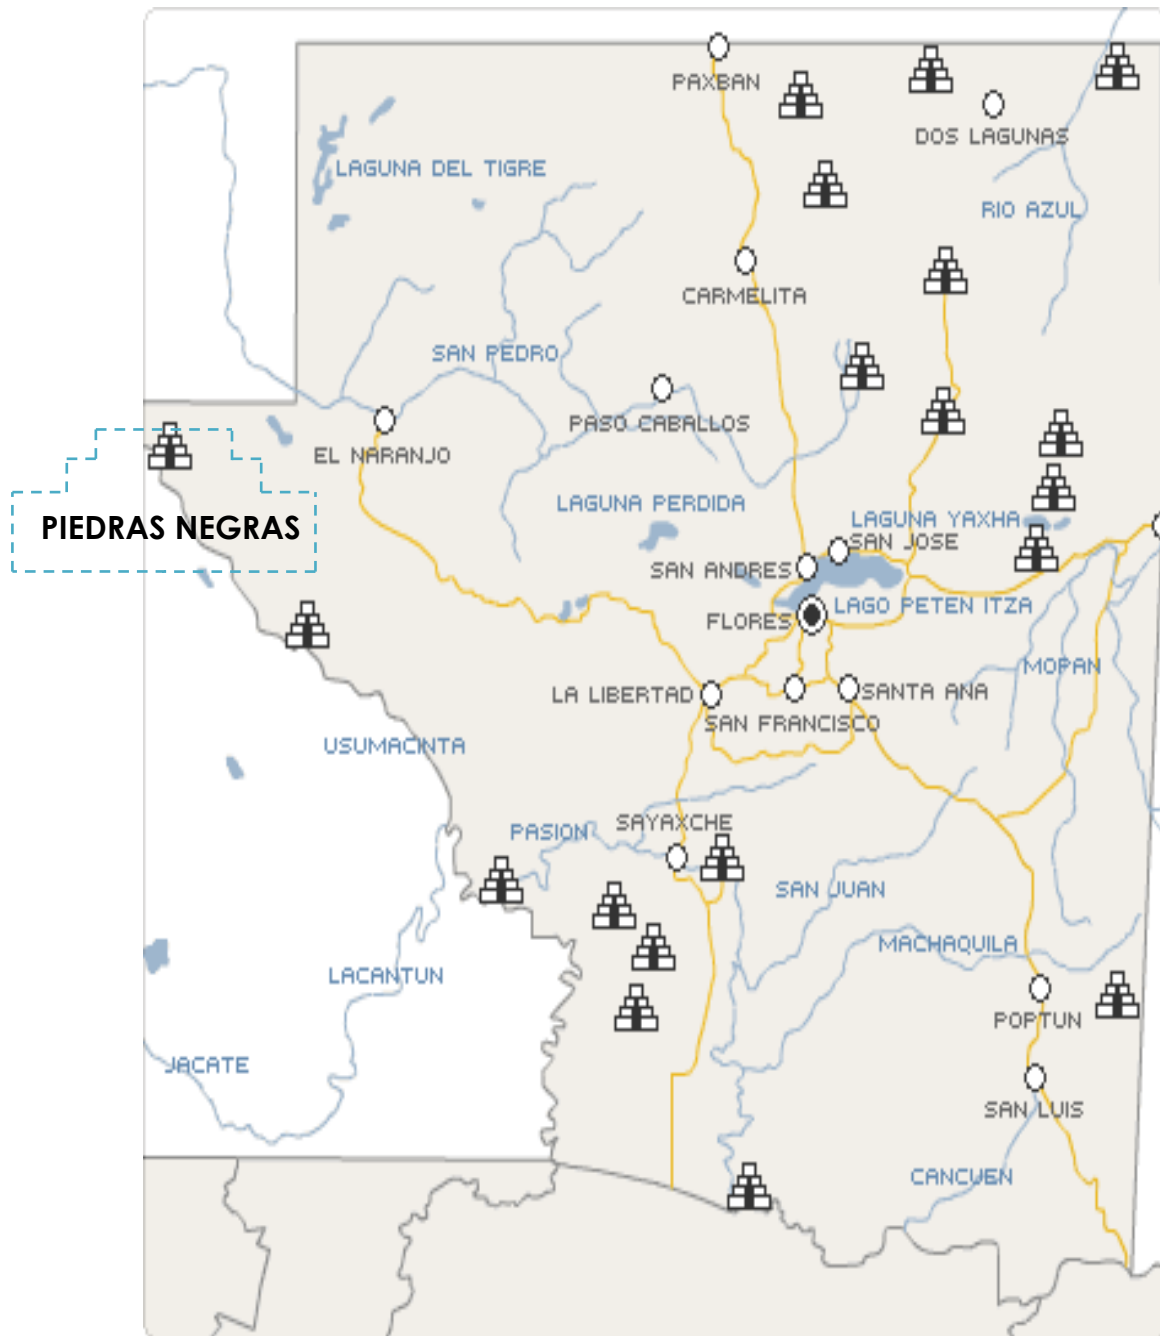 PAXBAN
DOS LAGUNAS
LAGUNA DEL TIGRE
RIO AZUL
CARMELITA
SAN PEDRO
PASO CABALLOS
EL NARANJO
LAGUNA PERDIDA
LAGUNA YAXHA
PIEDRAS NEGRAS
SAN JOSE
SAN ANDRES
LAGO PETEN ITZA
FLORES
MOPAN
LA LIBERTAD
SANTA ANA
SAN FRANCISCO
USUMACINTA
SAYAXCHE
PASION
SAN JUAN
MACHAQUILA
LACANTUN
POPTUN
JACATE
SAN LUIS
CANCUEN